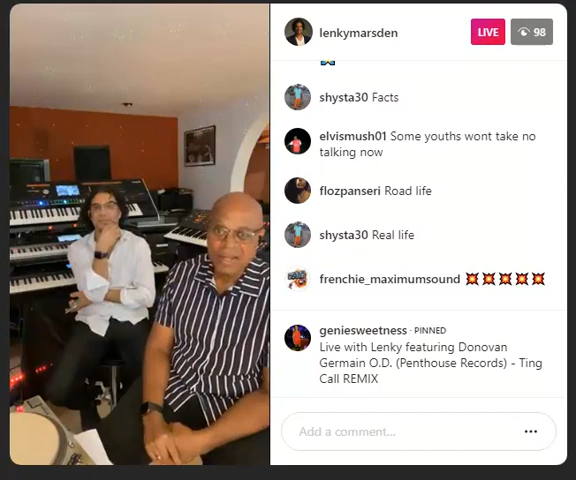 lenkymarsden
LIVE
98
shysta30 Facts
elvismush01 Some youths wont take no
talking now
flozpanseri Road life
shysta30 Real life
frenchie_maximumsound 💥💥💥💥💥
geniesweetness · PINNED
Live with Lenky featuring Donovan
Germain O.D. (Penthouse Records) - Ting
Call REMIX
Add a comment...